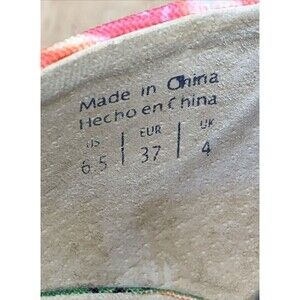 Made in China
Hecho en China
US EUR UK
6.5 37 4